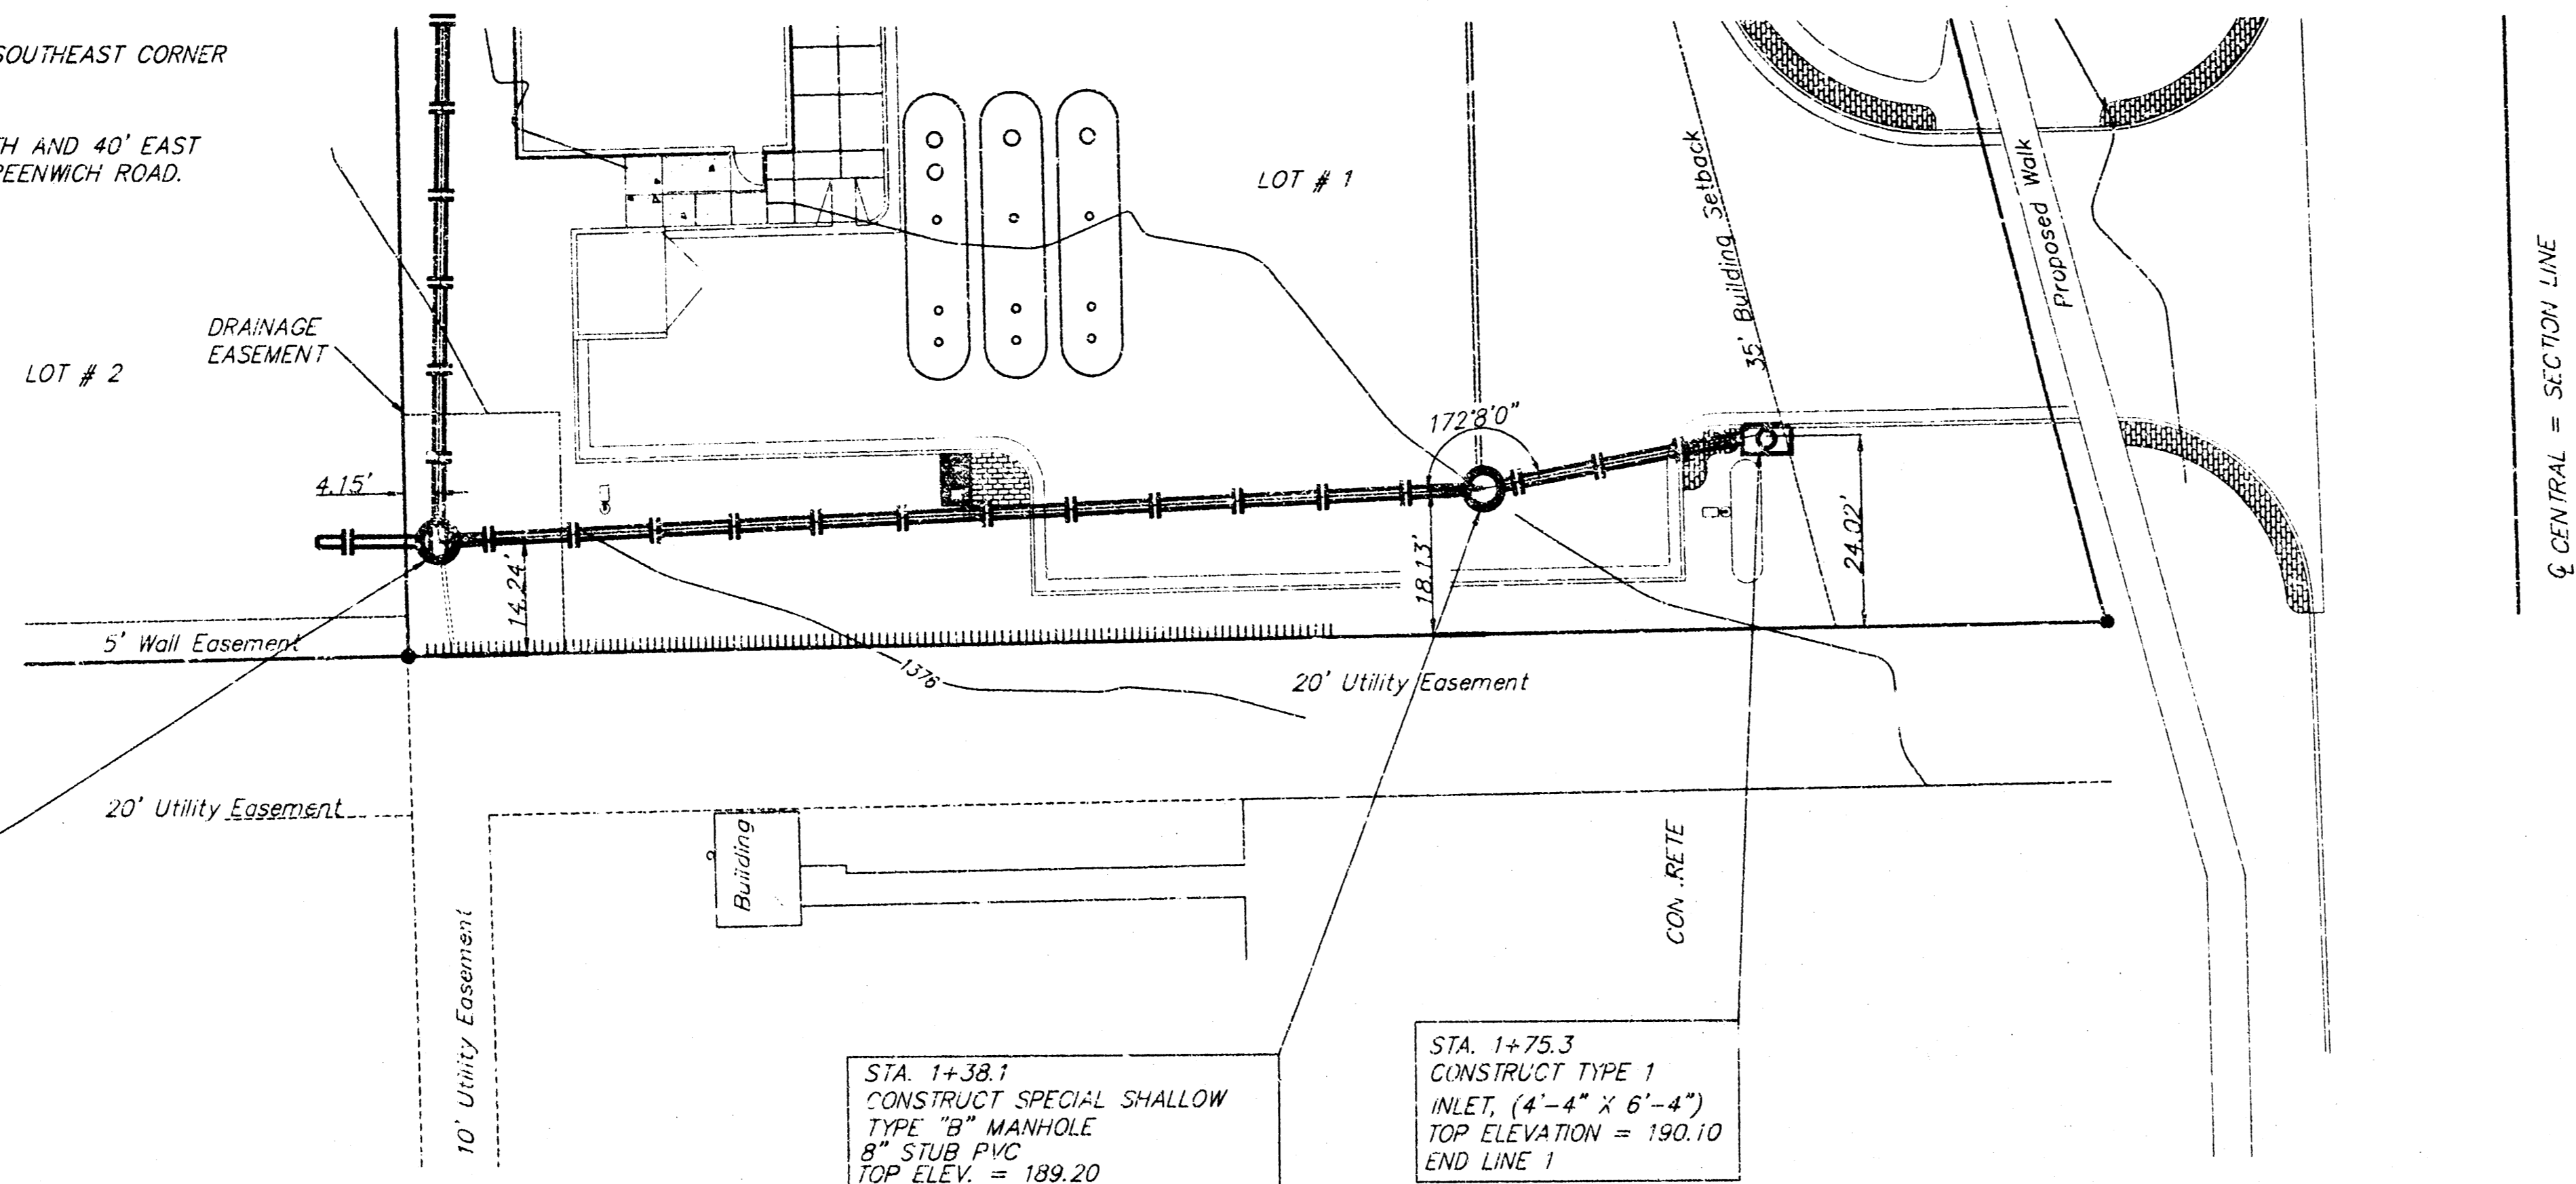 SOUTHEAST CORNER
TH AND 40' EAST
REENWICH ROAD.
LOT # 1
35' Building Setback
Proposed Walk
℄ CENTRAL = SECTION LINE
DRAINAGE
EASEMENT
LOT # 2
172°8'0"
4.15'
14.24'
18.13'
24.02'
5' Wall Easement
1376
20' Utility Easement
20' Utility Easement
Building
CON.RETE
10' Utility Easement
STA. 1+38.1
CONSTRUCT SPECIAL SHALLOW
TYPE "B" MANHOLE
8" STUB PVC
TOP ELEV. = 189.20
STA. 1+75.3
CONSTRUCT TYPE 1
INLET, (4'-4" X 6'-4")
TOP ELEVATION = 190.10
END LINE 1